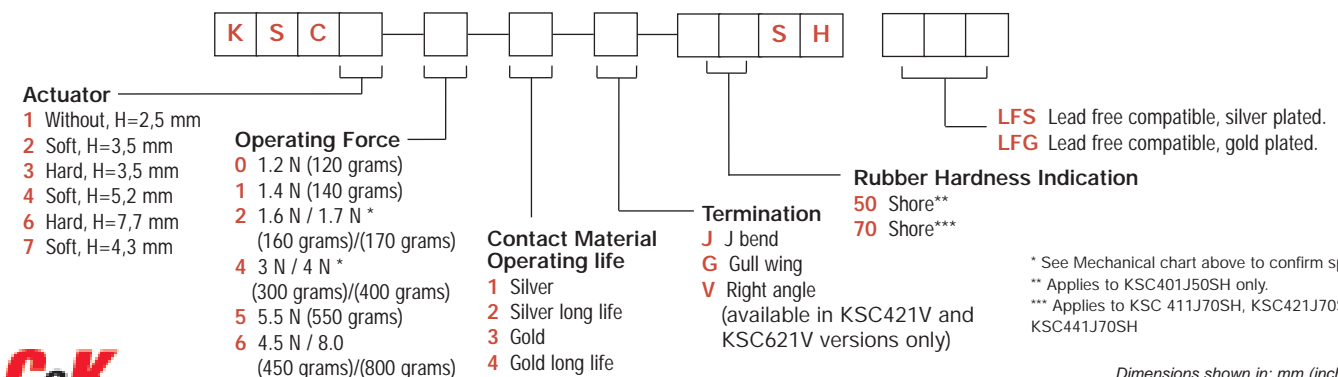 K S C S H
Actuator
1 Without, H=2,5 mm
2 Soft, H=3,5 mm
3 Hard, H=3,5 mm
4 Soft, H=5,2 mm
6 Hard, H=7,7 mm
7 Soft, H=4,3 mm
Operating Force
0 1.2 N (120 grams)
1 1.4 N (140 grams)
2 1.6 N / 1.7 N *
(160 grams)/(170 grams)
4 3 N / 4 N *
(300 grams)/(400 grams)
5 5.5 N (550 grams)
6 4.5 N / 8.0
(450 grams)/(800 grams)
Contact Material
Operating life
1 Silver
2 Silver long life
3 Gold
4 Gold long life
Termination
J J bend
G Gull wing
V Right angle
(available in KSC421V and
KSC621V versions only)
Rubber Hardness Indication
50 Shore**
70 Shore***
LFS Lead free compatible, silver plated.
LFG Lead free compatible, gold plated.
* See Mechanical chart above to confirm
** Applies to KSC401J50SH only.
*** Applies to KSC 411J70SH,
KSC441J70SH
Dimensions shown in: mm
C&K